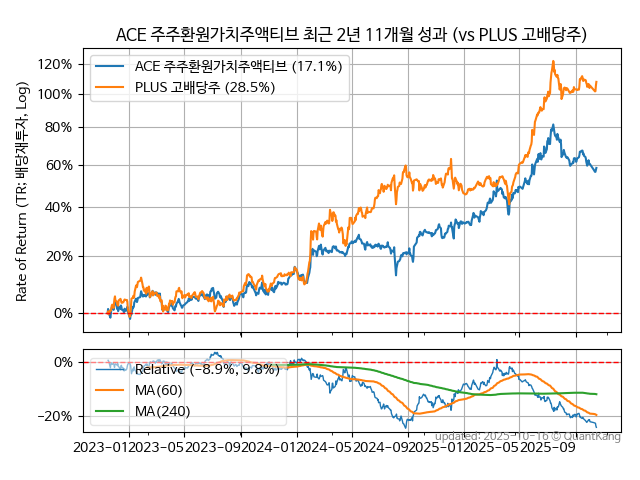 ACE 주주환원가치주액티브 최근 2년 11개월 성과 (vs PLUS 고배당주)
Rate of Return (TR: 배당재투자, Log)
120%
100%
80%
60%
40%
20%
0%
ACE 주주환원가치주액티브 (17.1%)
PLUS 고배당주 (28.5%)
0%
−20%
Relative (−8.9%, 9.8%)
MA(60)
MA(240)
2023−01
2023−05
2023−09
2024−01
2024−05
2024−09
2025−01
2025−05
2025−09
updated: 2025-10-16 © QuantKang